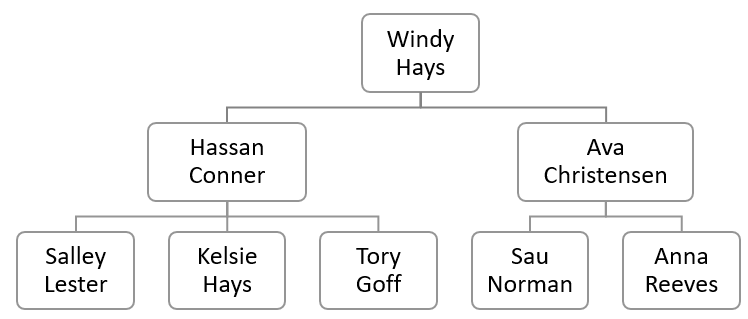 Windy
Hays
Hassan
Conner
Ava
Christensen
Salley
Lester
Kelsie
Hays
Tory
Goff
Sau
Norman
Anna
Reeves